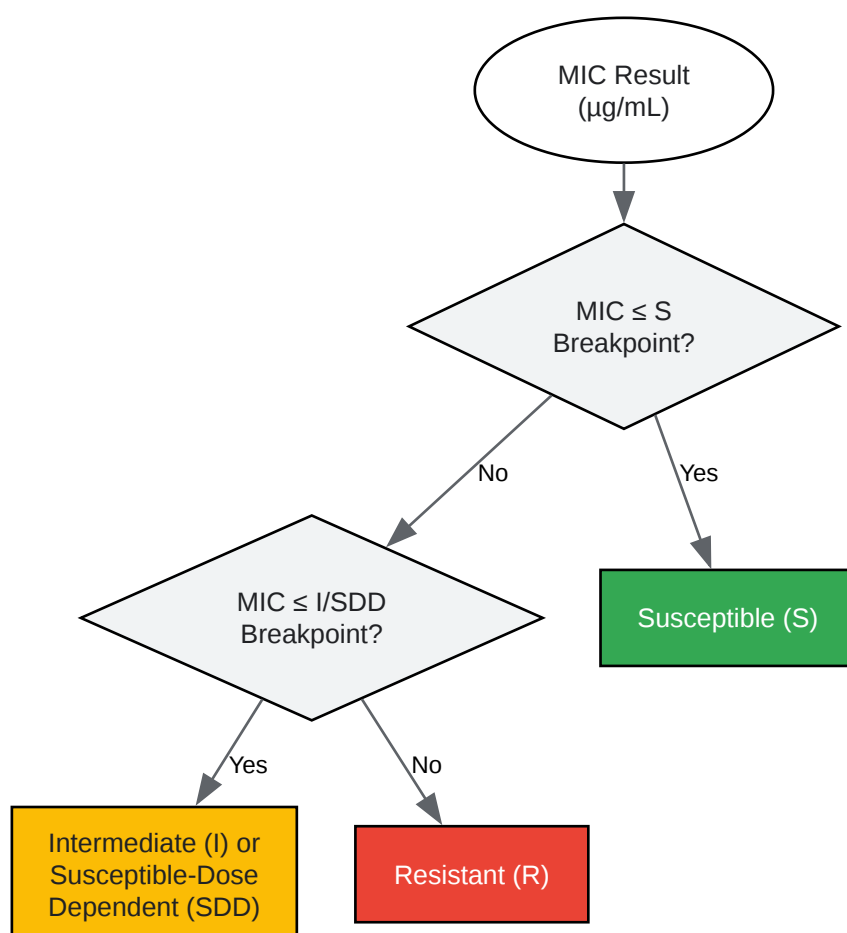 MIC Result
(µg/mL)
MIC ≤ S
Breakpoint?
No
Yes
MIC ≤ I/SDD
Breakpoint?
Susceptible (S)
Yes
No
Intermediate (I) or
Susceptible-Dose
Dependent (SDD)
Resistant (R)